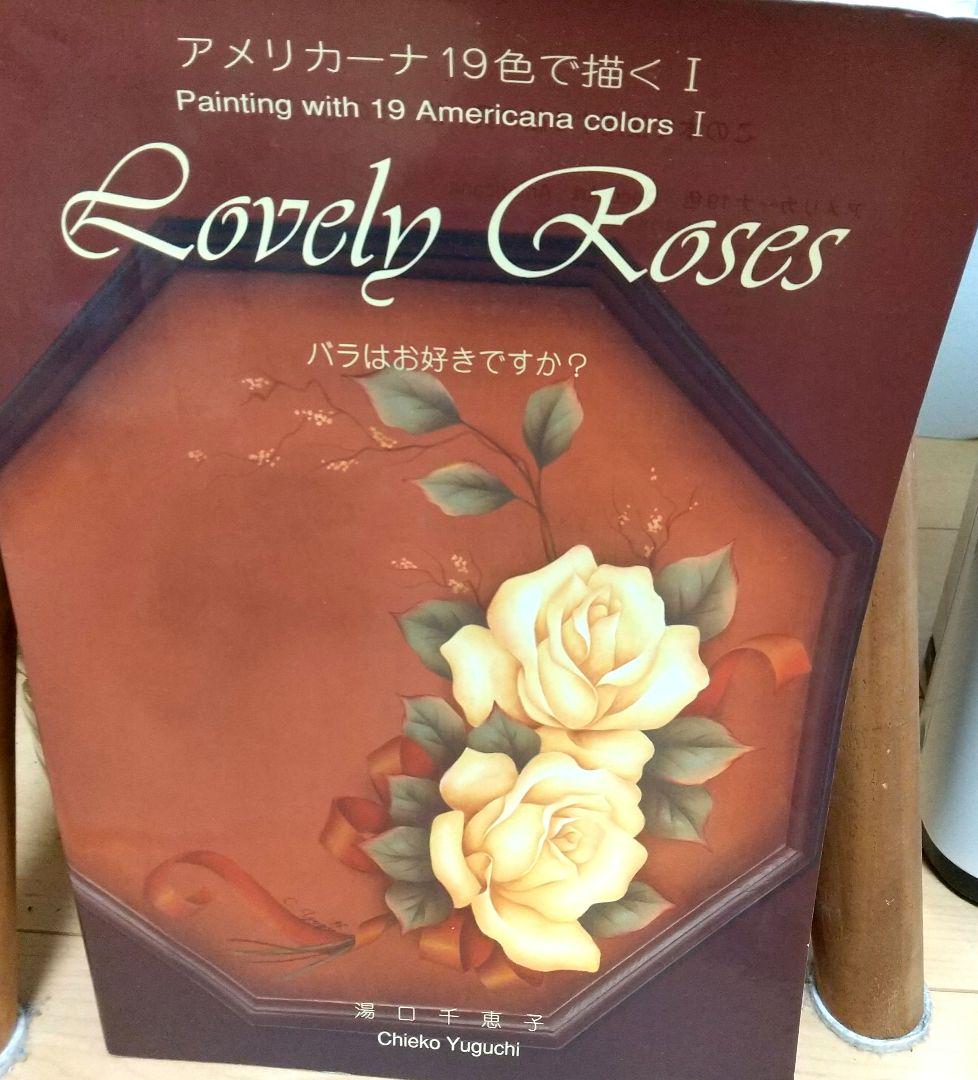 アメリカーナ19色で描く I
Painting with 19 Americana colors I
Lovely Roses
バラはお好きですか？
湯口千恵子
Chieko Yuguchi